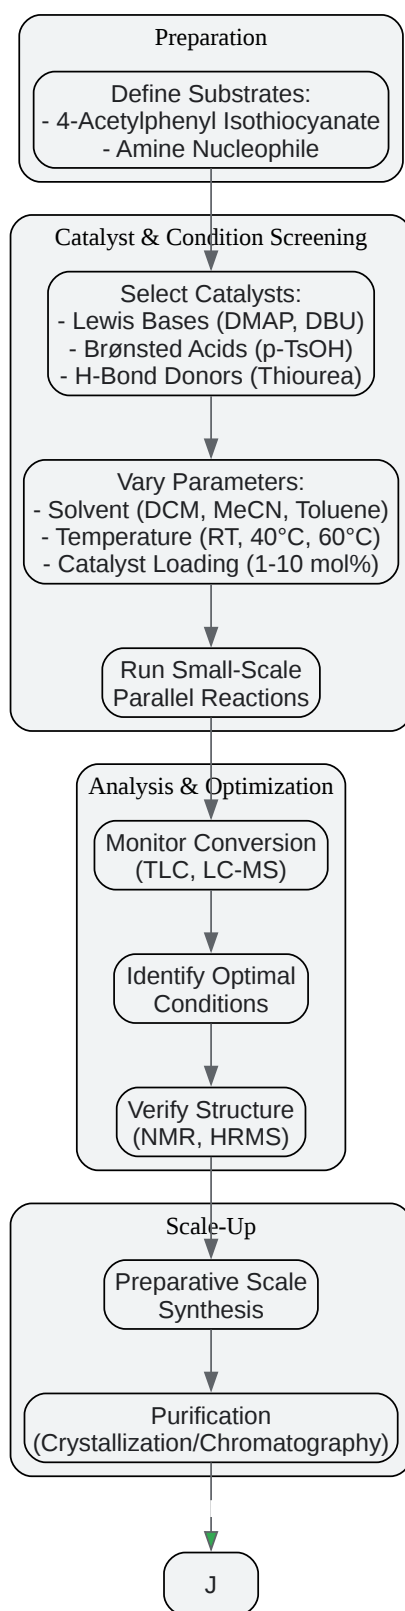 Preparation
Define Substrates:
- 4-Acetylphenyl Isothiocyanate
- Amine Nucleophile
Catalyst & Condition Screening
Select Catalysts:
- Lewis Bases (DMAP, DBU)
- Brønsted Acids (p-TsOH)
- H-Bond Donors (Thiourea)
Vary Parameters:
- Solvent (DCM, MeCN, Toluene)
- Temperature (RT, 40°C, 60°C)
- Catalyst Loading (1-10 mol%)
Run Small-Scale
Parallel Reactions
Analysis & Optimization
Monitor Conversion
(TLC, LC-MS)
Identify Optimal
Conditions
Verify Structure
(NMR, HRMS)
Scale-Up
Preparative Scale
Synthesis
Purification
(Crystallization/Chromatography)
J